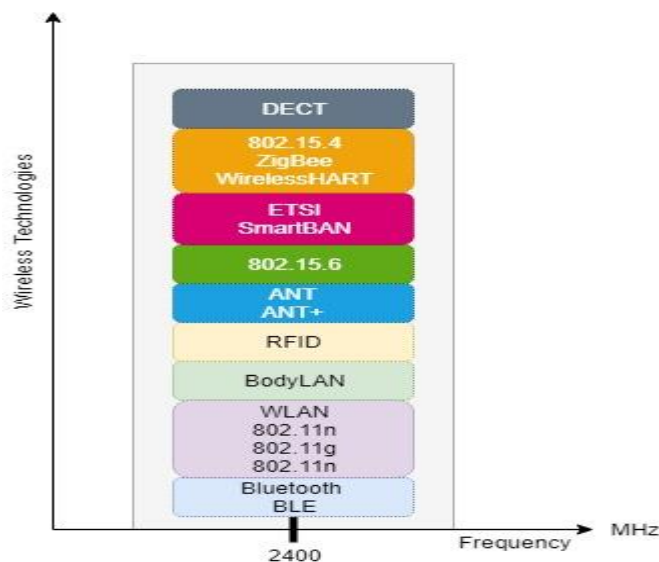 Wireless Technologies
DECT
802.15.4
ZigBee
WirelessHART
ETSI
SmartBAN
802.15.6
ANT
ANT+
RFID
BodyLAN
WLAN
802.11n
802.11g
802.11n
Bluetooth
BLE
2400
Frequency
MHz